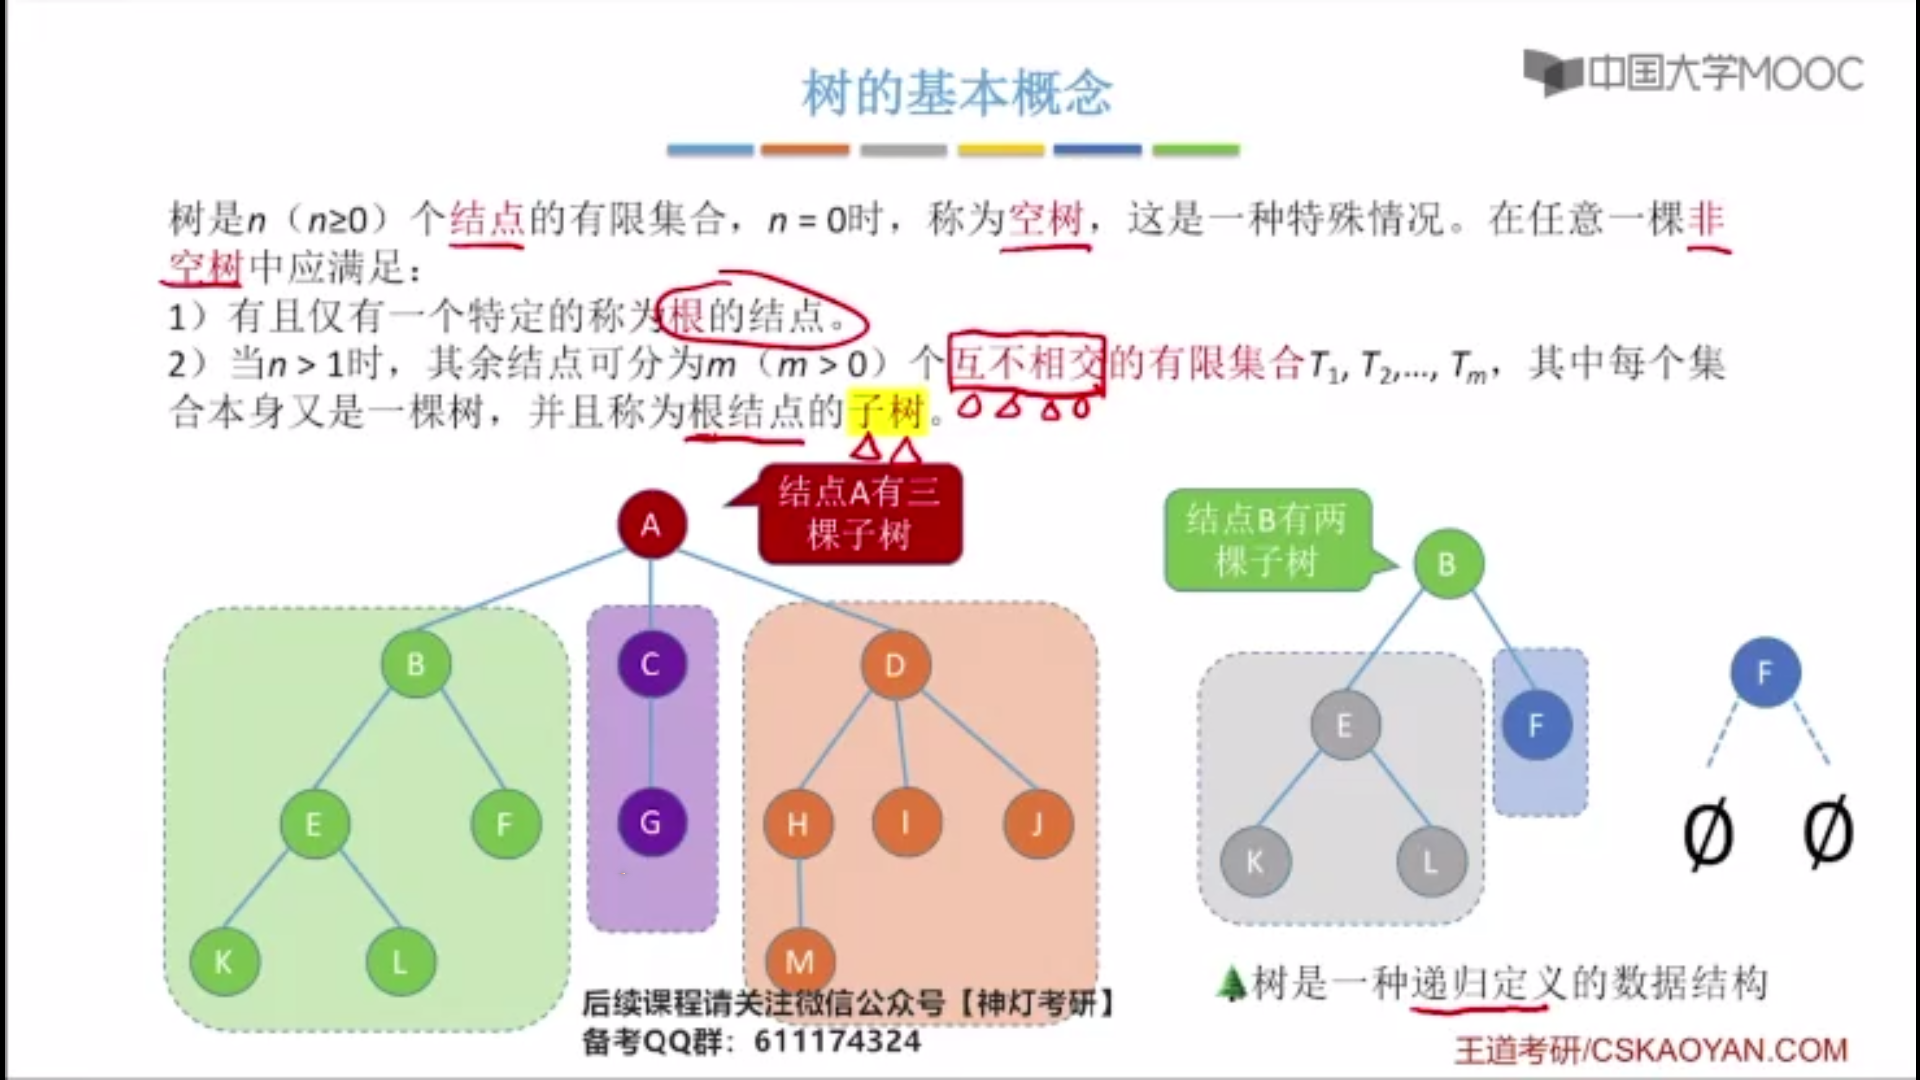 中国大学MOOC
树的基本概念
树是n（n≥0）个结点的有限集合，n = 0时，称为空树，这是一种特殊情况。在任意一棵非
空树中应满足：
1）有且仅有一个特定的称为根的结点。
2）当n > 1时，其余结点可分为m（m > 0）个互不相交的有限集合T1, T2,…, Tm，其中每个集
合本身又是一棵树，并且称为根结点的子树。
结点A有三
棵子树
A
B
C
D
E
F
G
H
I
J
K
L
M
结点B有两
棵子树
B
E
F
K
L
F
Ø Ø
树是一种递归定义的数据结构
后续课程请关注微信公众号【神灯考研】
备考QQ群：611174324
王道考研/CSKAOYAN.COM